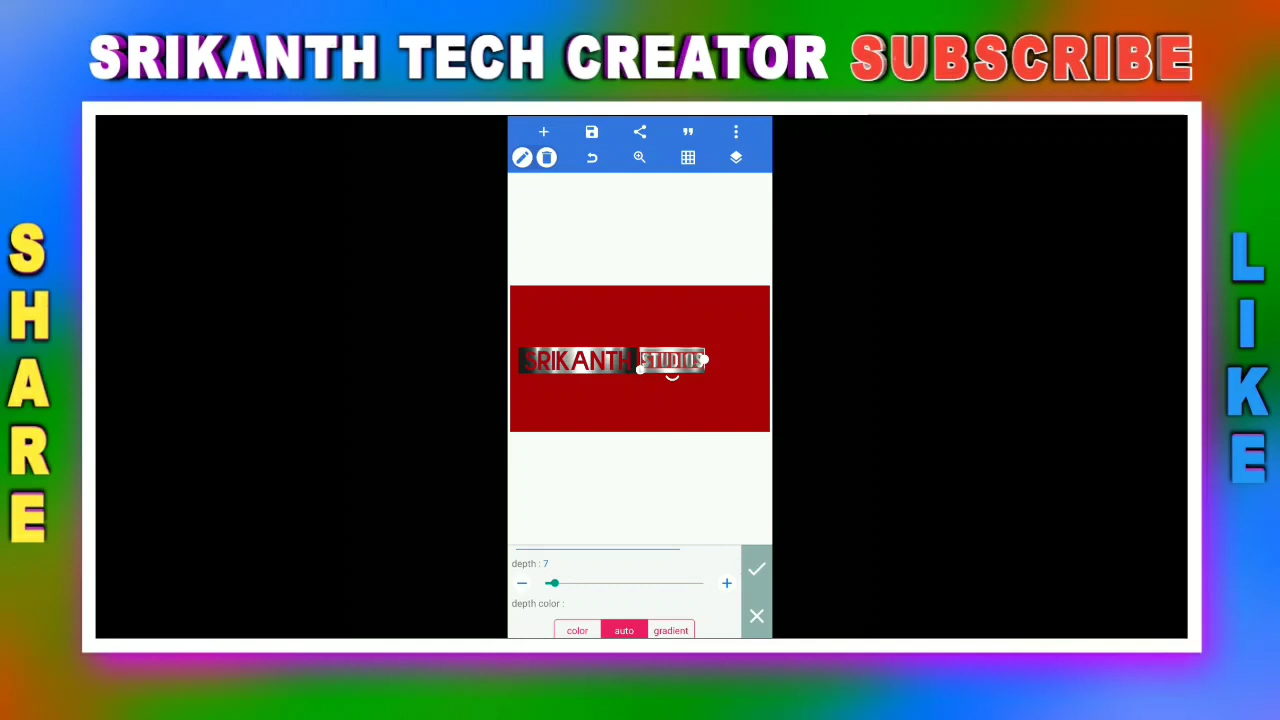 SRIKANTH TECH CREATOR SUBSCRIBE
SHARE
SRIKANTH STUDIOS
depth : 7
depth color :
color auto gradient
LIKE